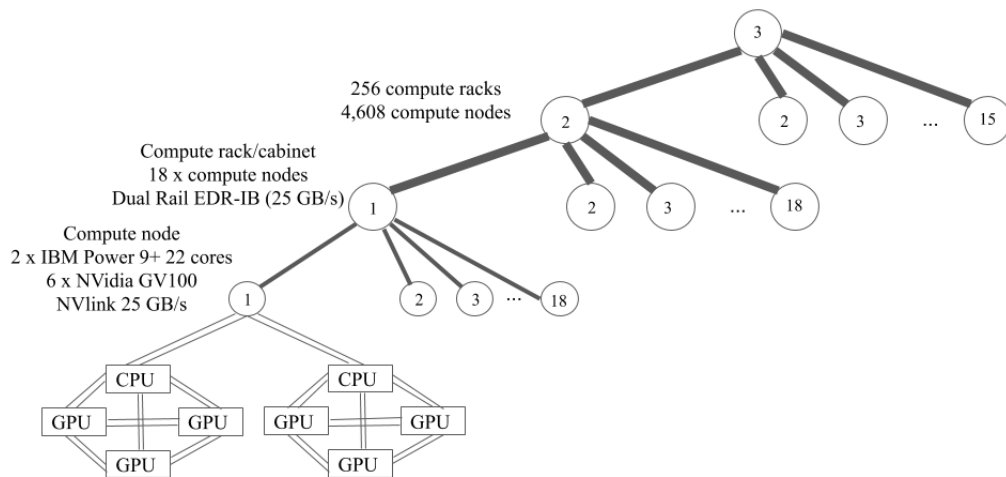 3
256 compute racks
4,608 compute nodes
2
2
3
...
15
Compute rack/cabinet
18 x compute nodes
Dual Rail EDR-IB (25 GB/s)
1
2
3
...
18
Compute node
2 x IBM Power 9+ 22 cores
6 x NVidia GV100
NVlink 25 GB/s
1
2
3
...
18
CPU
CPU
GPU
GPU
GPU
GPU
GPU
GPU